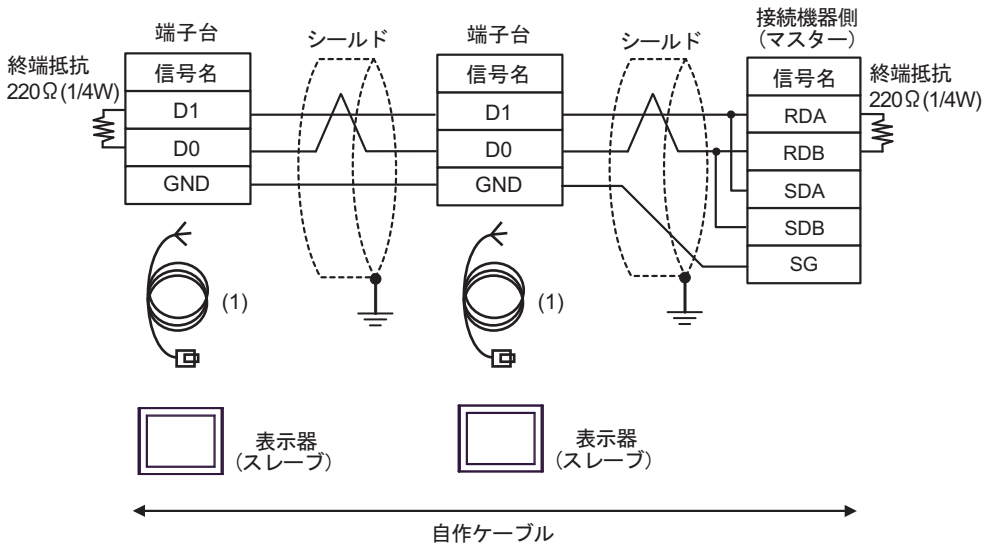 端子台
シールド
端子台
シールド
接続機器側
（マスター）
終端抵抗
220Ω(1/4W)
信号名
D1
D0
GND
信号名
D1
D0
GND
信号名
RDA
RDB
SDA
SDB
SG
終端抵抗
220Ω(1/4W)
(1)
(1)
表示器
（スレーブ）
表示器
（スレーブ）
自作ケーブル